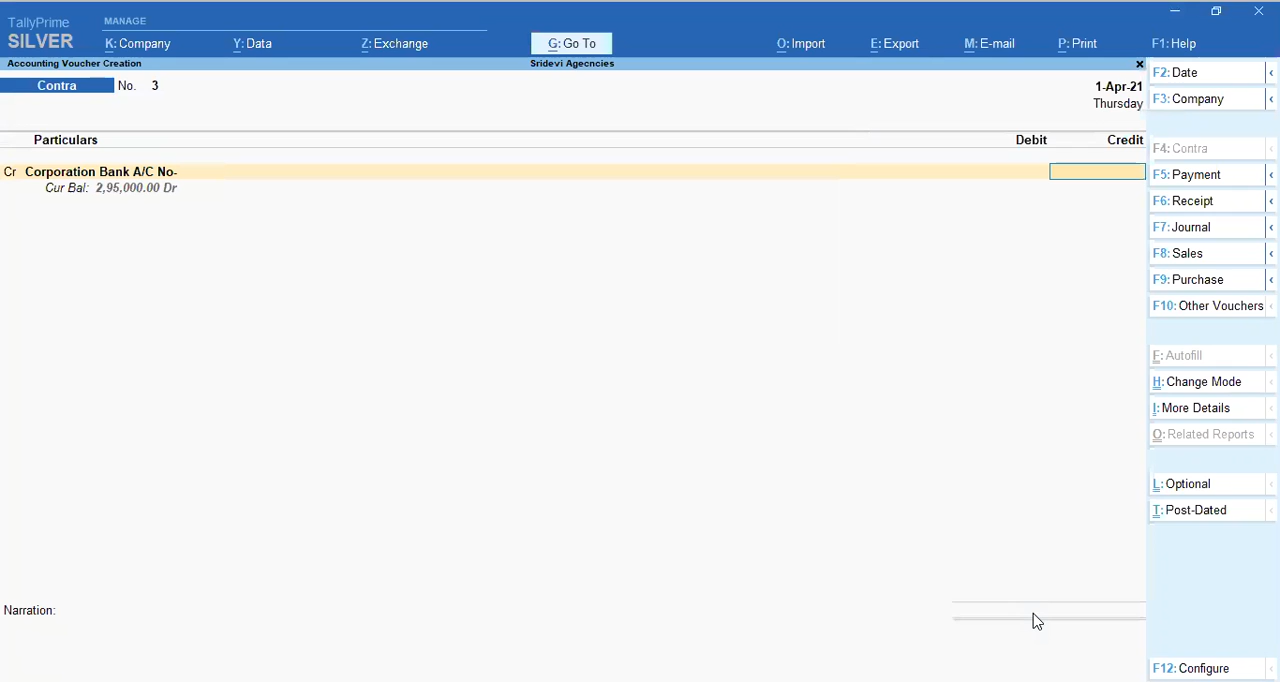 TallyPrime
SILVER
MANAGE
K: Company Y: Data Z: Exchange G: Go To O: Import E: Export M: E-mail P: Print F1: Help
Accounting Voucher Creation Sridevi Agecncies
Contra No. 3 1-Apr-21
Thursday
Particulars Debit Credit
Cr Corporation Bank A/C No-
Cur Bal: 2,95,000.00 Dr
Narration:
F2: Date
F3: Company
F4: Contra
F5: Payment
F6: Receipt
F7: Journal
F8: Sales
F9: Purchase
F10: Other Vouchers
F: Autofill
H: Change Mode
I: More Details
O: Related Reports
L: Optional
T: Post-Dated
F12: Configure